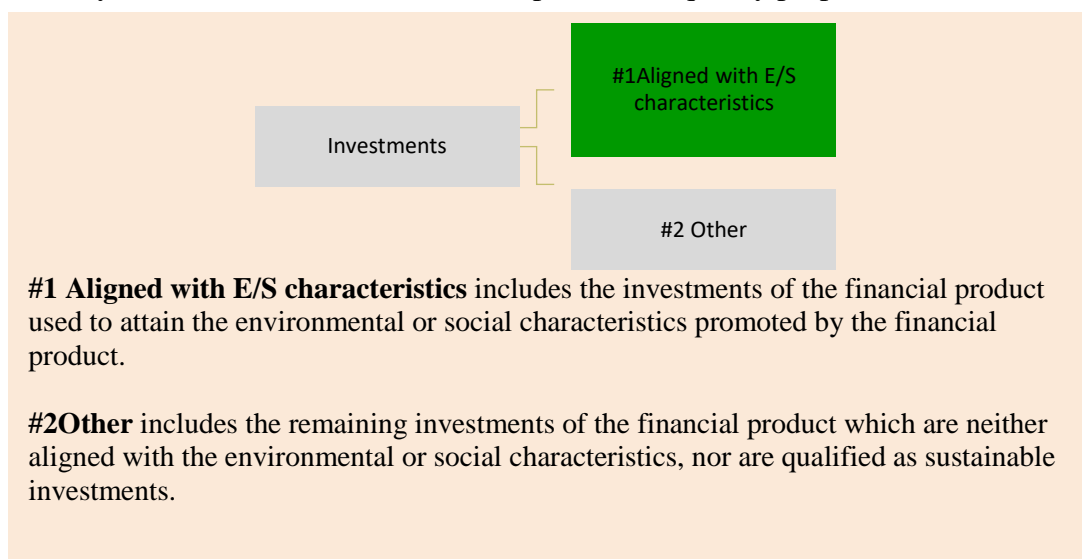 #1Aligned with E/S
characteristics
Investments
#2 Other
#1 Aligned with E/S characteristics includes the investments of the financial product
used to attain the environmental or social characteristics promoted by the financial
product.
#2Other includes the remaining investments of the financial product which are neither
aligned with the environmental or social characteristics, nor are qualified as sustainable
investments.